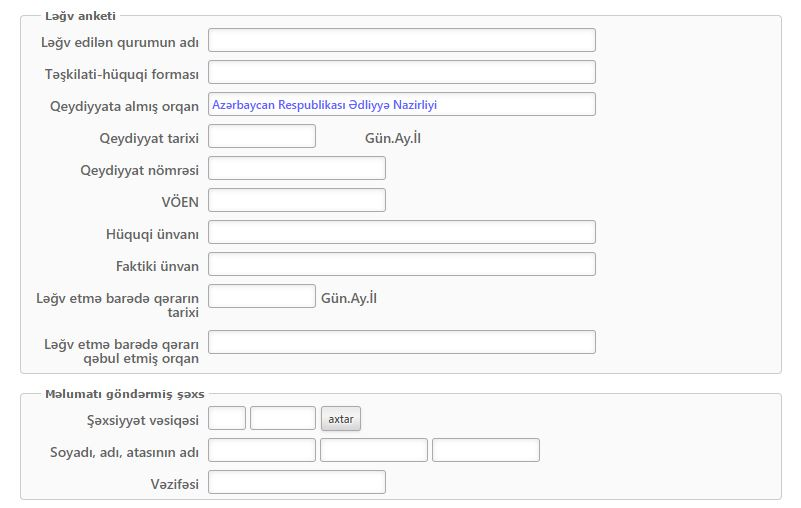 Ləğv anketi
Ləğv edilən qurumun adı
Təşkilati-hüquqi forması
Qeydiyyata almış orqan Azərbaycan Respublikası Ədliyyə Nazirliyi
Qeydiyyat tarixi Gün.Ay.İl
Qeydiyyat nömrəsi
VÖEN
Hüquqi ünvanı
Faktiki ünvan
Ləğv etmə barədə qərarın Gün.Ay.İl
tarixi
Ləğv etmə barədə qərarı
qəbul etmiş orqan
Məlumatı göndərmiş şəxs
Şəxsiyyət vəsiqəsi axtar
Soyadı, adı, atasının adı
Vəzifəsi